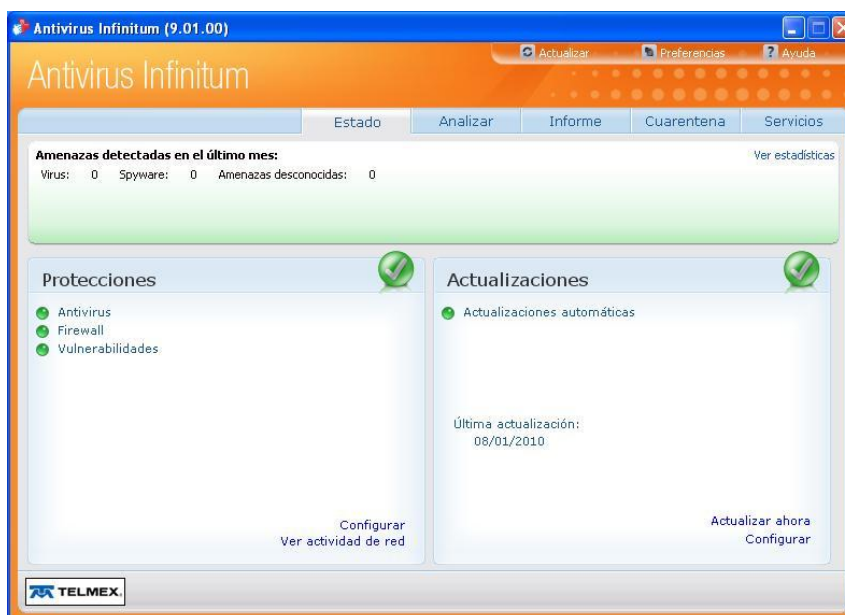 Antivirus Infinitum (9.01.00)
Actualizar Preferencias ? Ayuda
Antivirus Infinitum
Estado Analizar Informe Cuarentena Servicios
Amenazas detectadas en el último mes: Ver estadísticas
Virus: 0 Spyware: 0 Amenazas desconocidas: 0
Protecciones
Antivirus
Firewall
Vulnerabilidades
Configurar
Ver actividad de red
Actualizaciones
Actualizaciones automáticas
Última actualización:
08/01/2010
Actualizar ahora
Configurar
TELMEX.